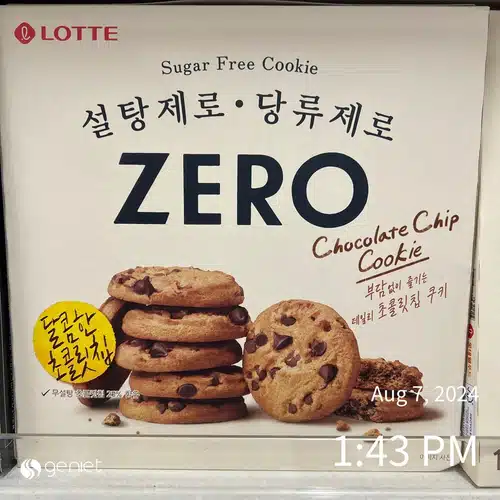 LOTTE
Sugar Free Cookie
설탕제로·당류제로
ZERO
Chocolate Chip
Cookie
부담없이 즐기는
데일리 초콜릿칩 쿠키
달콤한
초콜릿칩
Aug 7, 2024
1:43 PM
geniet